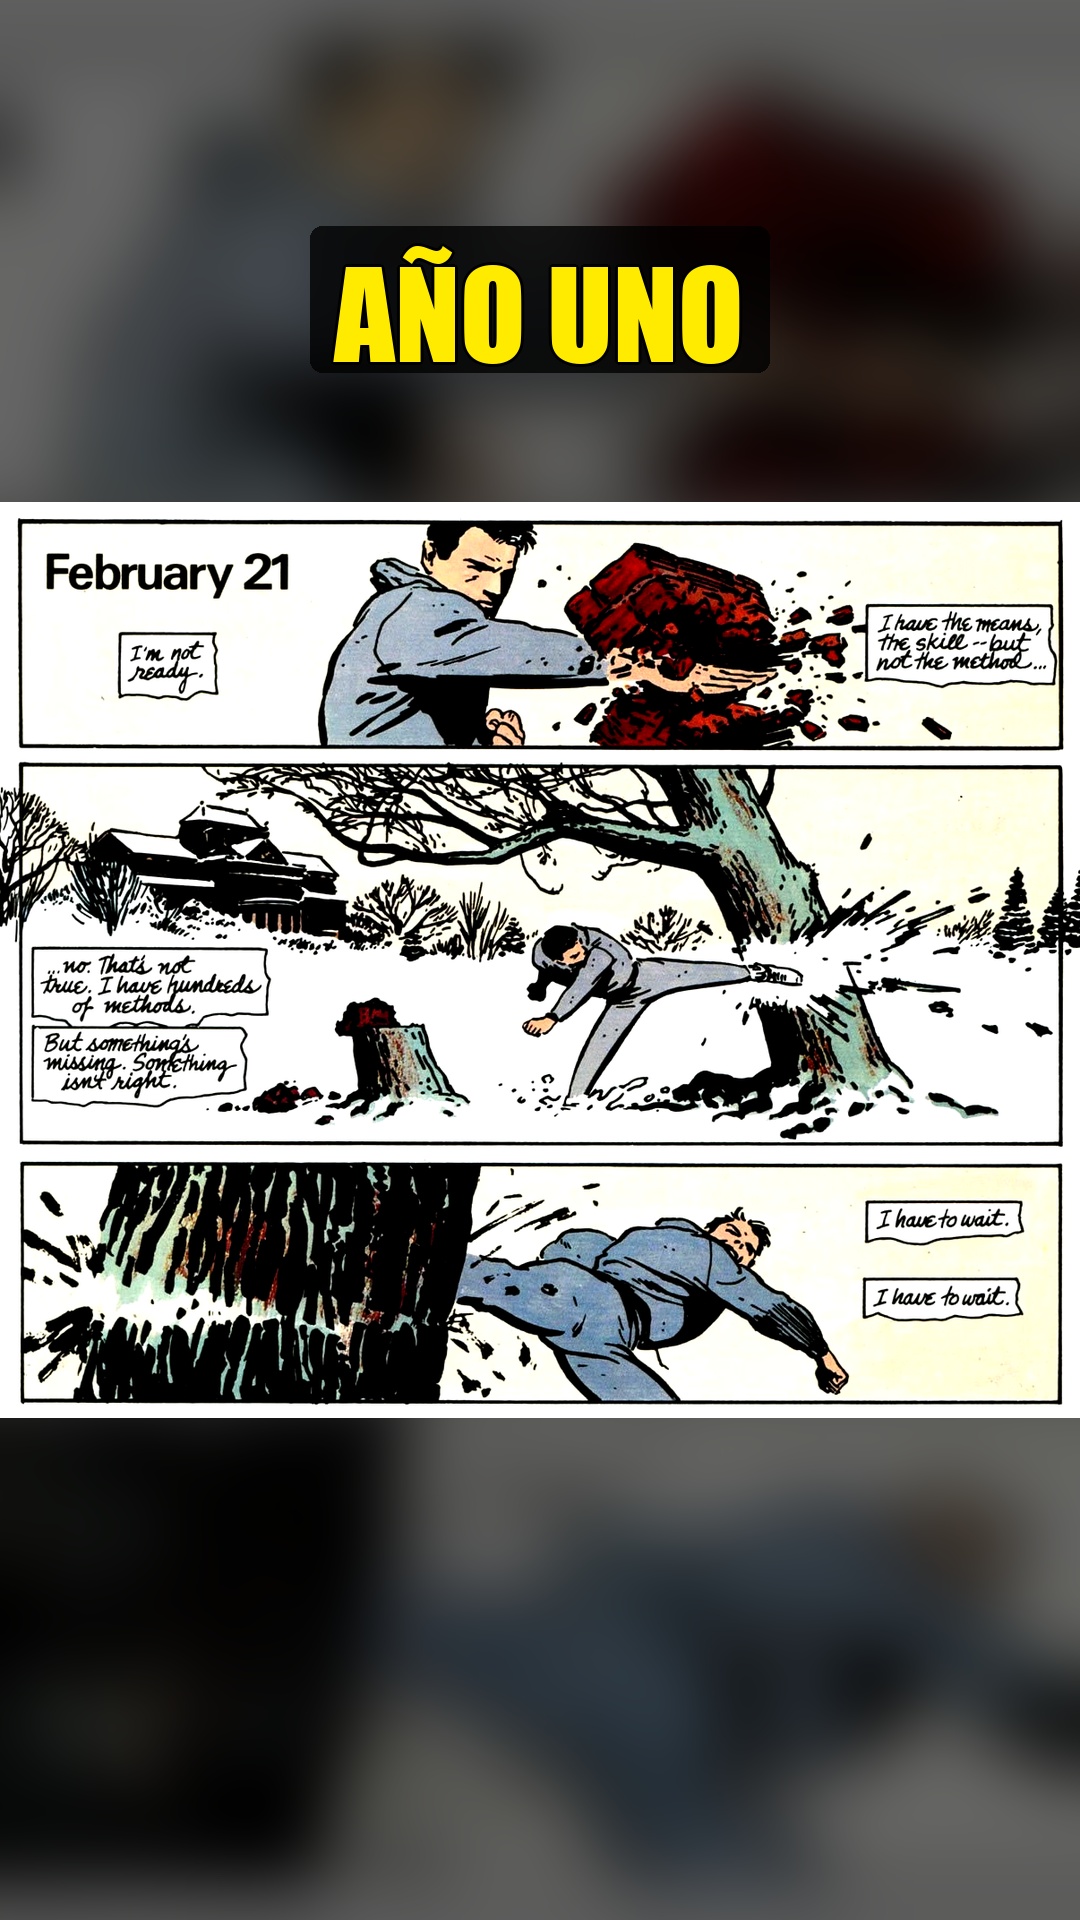 AÑO UNO
February 21
I'm not
ready.
I have the means,
the skill -- but
not the method...
...no. That's not
true. I have hundreds
of methods.
But something's
missing. Something
isn't right.
I have to wait.
I have to wait.